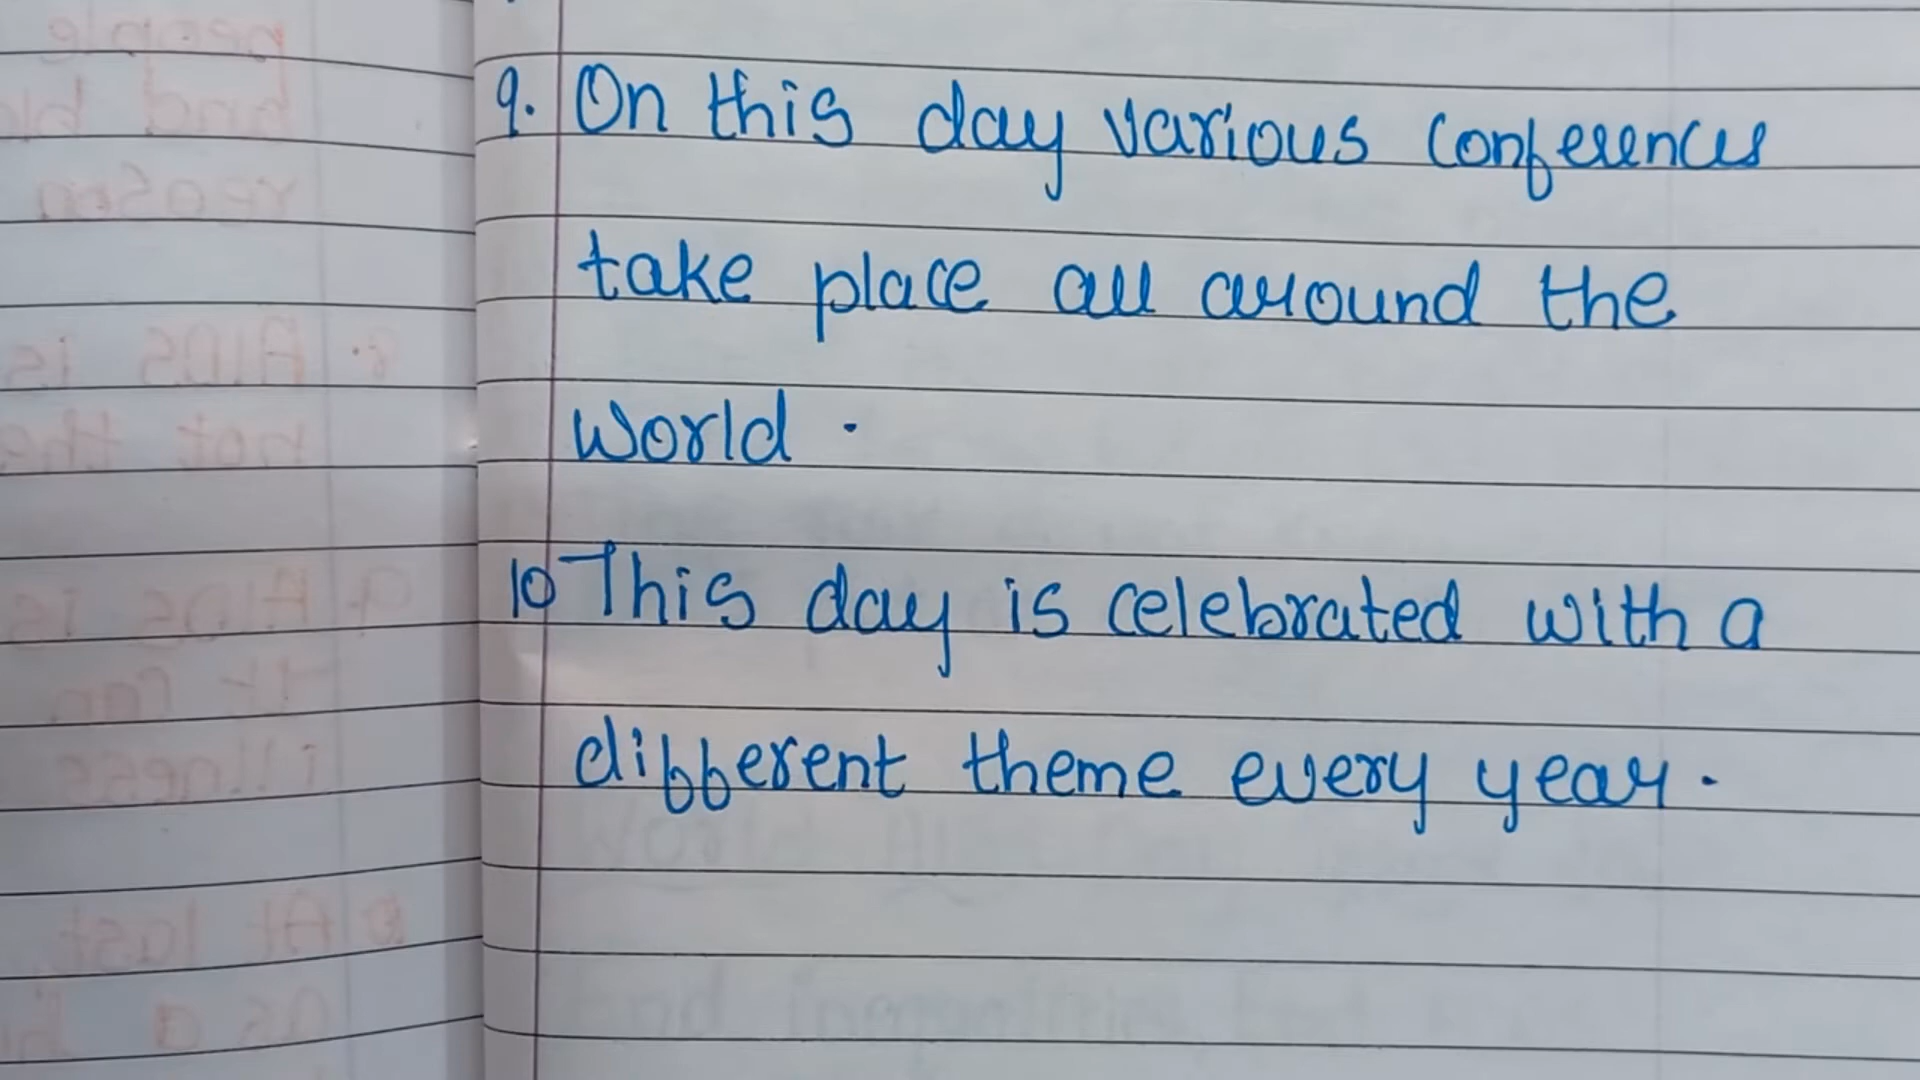 9. On this day various conferences
take place all around the
world.
10 This day is celebrated with a
different theme every year.